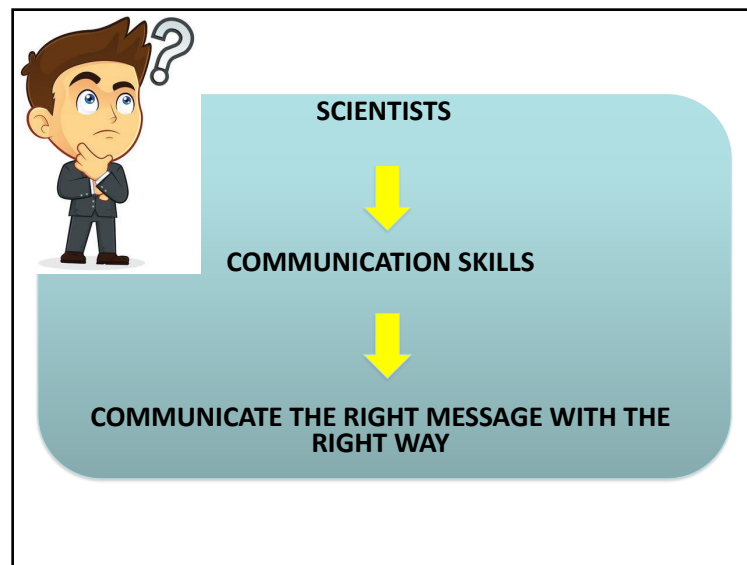 SCIENTISTS
COMMUNICATION SKILLS
COMMUNICATE THE RIGHT MESSAGE WITH THE
RIGHT WAY